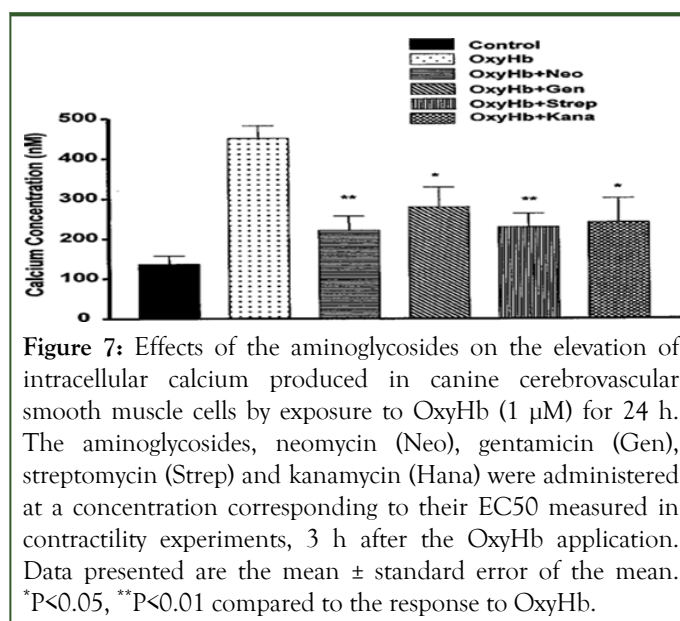 Control
OxyHb
OxyHb+Neo
OxyHb+Gen
OxyHb+Strep
OxyHb+Kana
Calcium Concentration (nM)
500
400
300
200
100
0
**
*
**
*
Figure 7: Effects of the aminoglycosides on the elevation of
intracellular calcium produced in canine cerebrovascular
smooth muscle cells by exposure to OxyHb (1 µM) for 24 h.
The aminoglycosides, neomycin (Neo), gentamicin (Gen),
streptomycin (Strep) and kanamycin (Hana) were administered
at a concentration corresponding to their EC50 measured in
contractility experiments, 3 h after the OxyHb application.
Data presented are the mean ± standard error of the mean.
*P<0.05, **P<0.01 compared to the response to OxyHb.